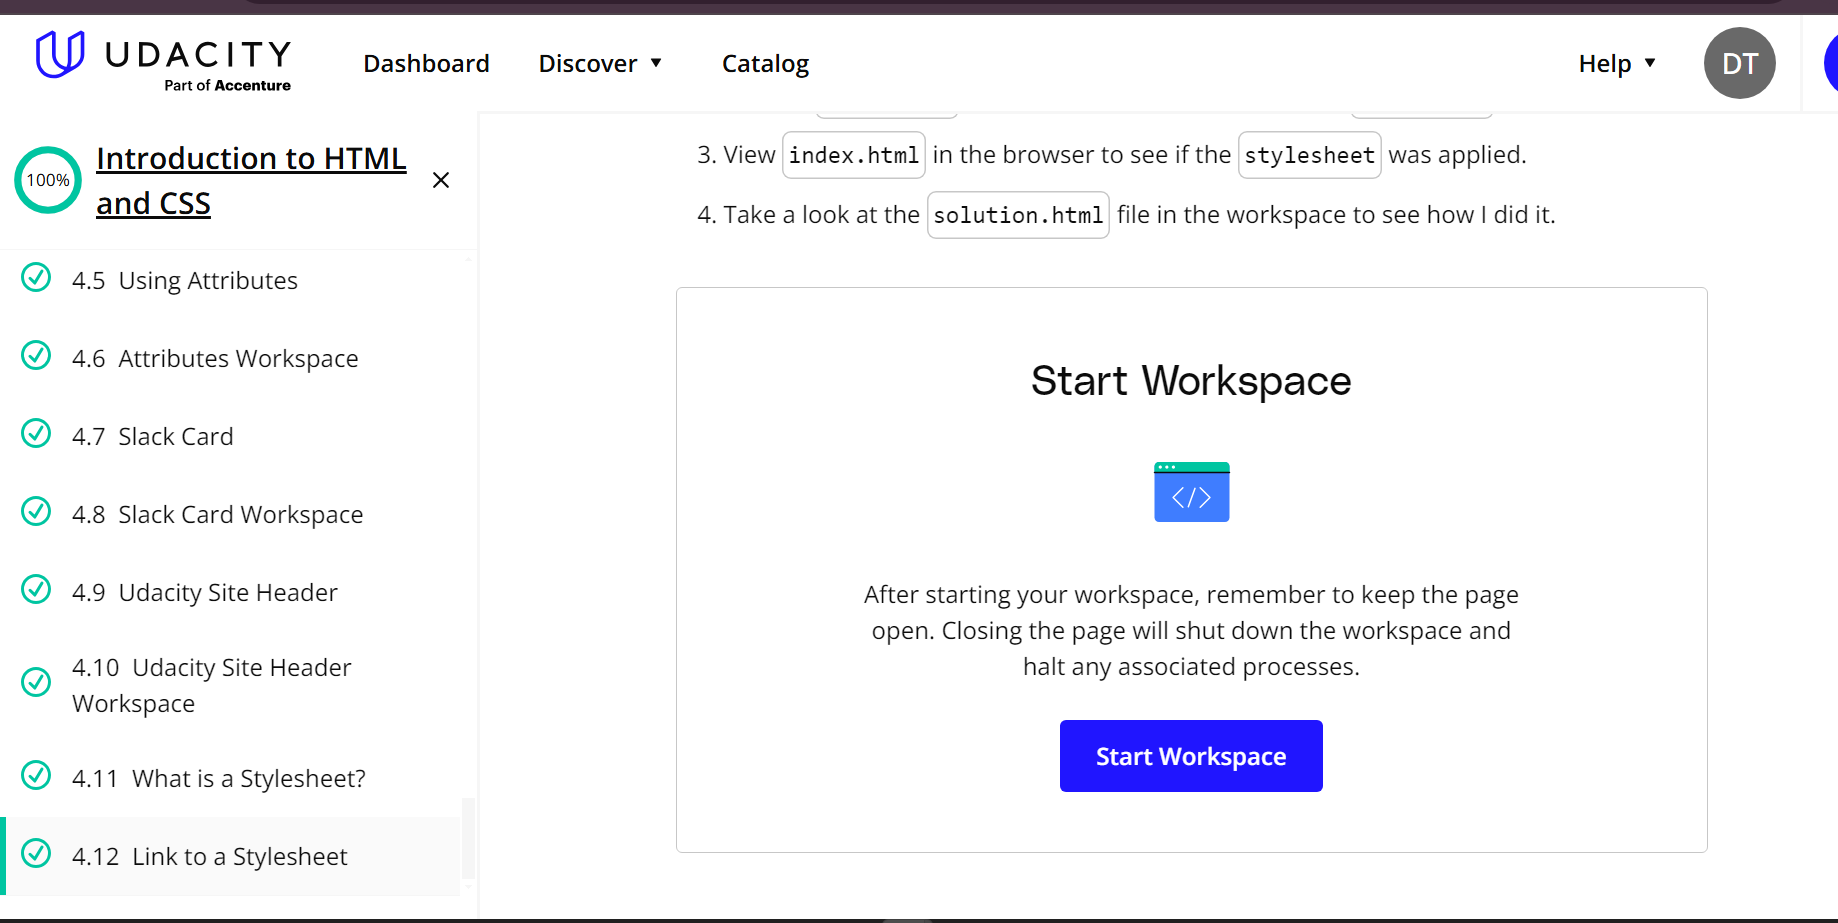 UDACITY
Part of Accenture
Dashboard
Discover ▼
Catalog
Help ▼
DT
100%
Introduction to HTML
and CSS
4.5 Using Attributes
4.6 Attributes Workspace
4.7 Slack Card
4.8 Slack Card Workspace
4.9 Udacity Site Header
4.10 Udacity Site Header
Workspace
4.11 What is a Stylesheet?
4.12 Link to a Stylesheet
3. View index.html in the browser to see if the stylesheet was applied.
4. Take a look at the solution.html file in the workspace to see how I did it.
Start Workspace
</>
After starting your workspace, remember to keep the page
open. Closing the page will shut down the workspace and
halt any associated processes.
Start Workspace